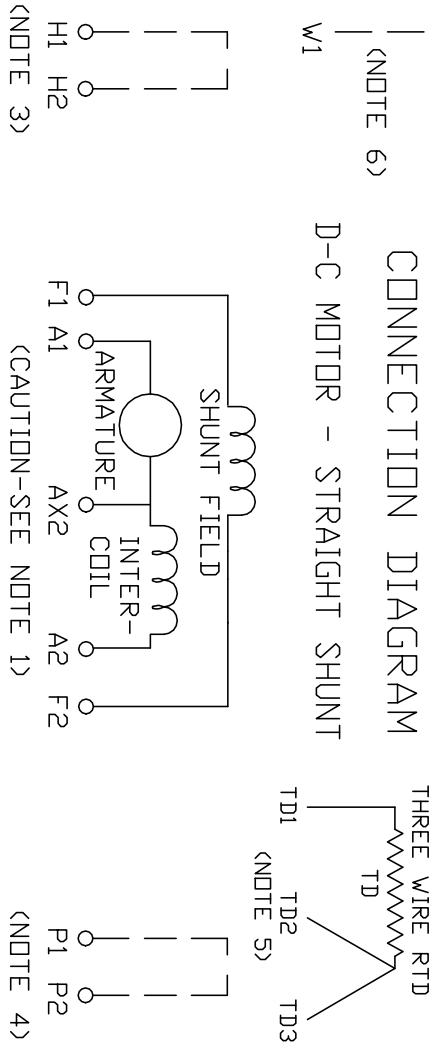 CONNECTION DIAGRAM
D-C MOTOR - STRAIGHT SHUNT
W1
(NOTE 6)
H1 H2
(NOTE 3)
SHUNT FIELD
ARMATURE
INTER-
COIL
F1 A1 AX2 A2 F2
(CAUTION-SEE NOTE 1)
THREE WIRE RTD
TD
TD1 TD2 TD3
(NOTE 5)
P1 P2
(NOTE 4)